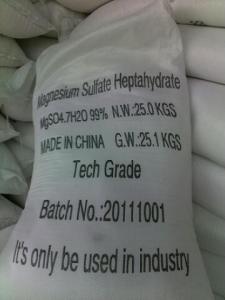 Magnesium Sulfate Heptahydrate
MgSO4.7H2O 99% N.W.:25.0 KGS
MADE IN CHINA G.W.:25.1 KGS
Tech Grade
Batch No.:20111001
It's only be used in industry